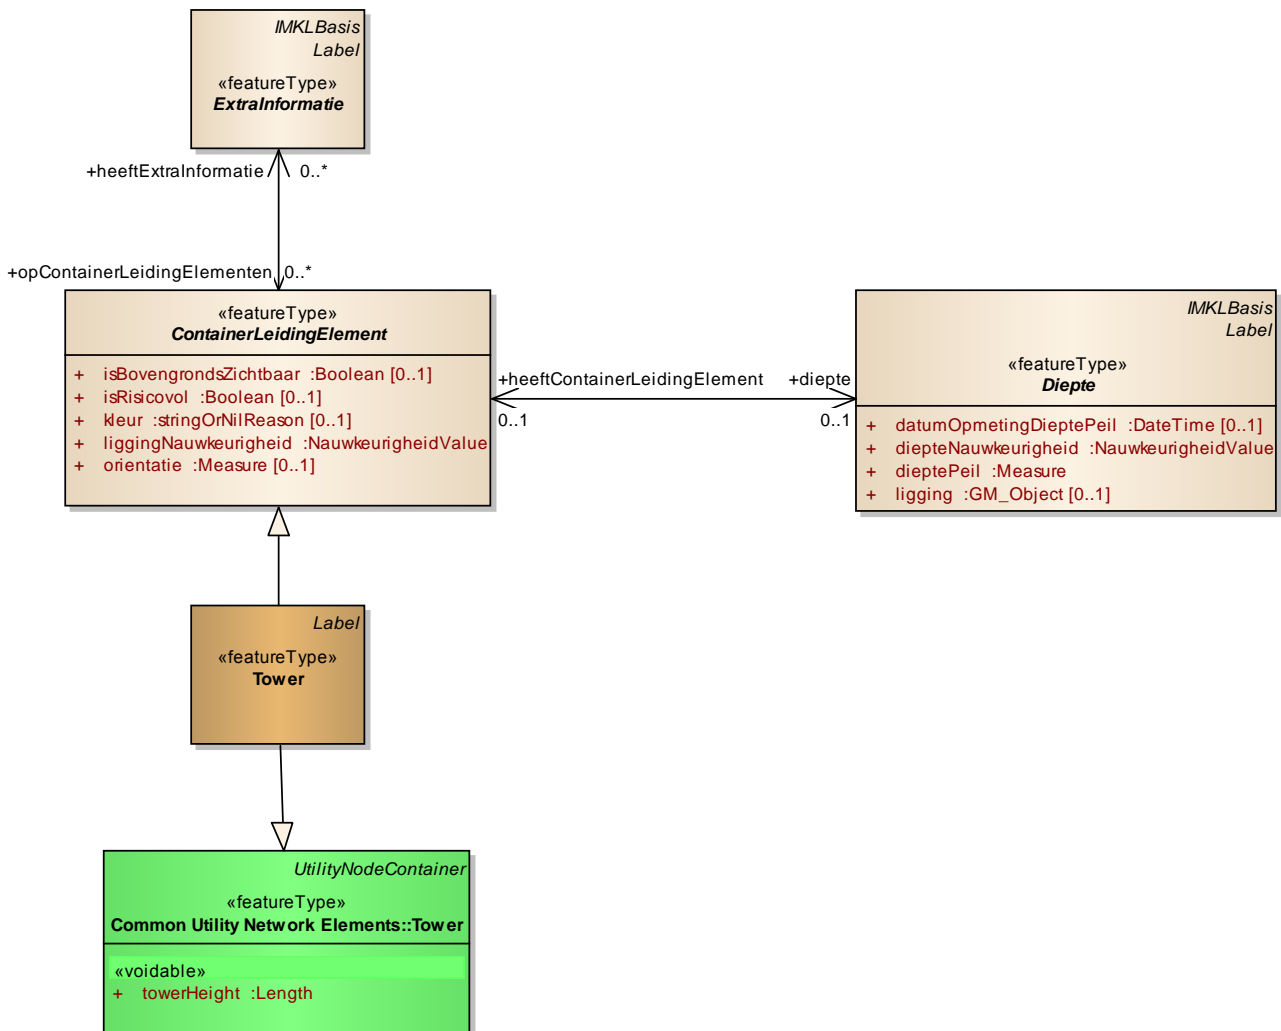 IMKLBasis
Label
«featureType»
ExtraInformatie
+heeftExtraInformatie 0..*
+opContainerLeidingElementen 0..*
«featureType»
ContainerLeidingElement
+ isBovengrondsZichtbaar :Boolean [0..1]
+ isRisicovol :Boolean [0..1]
+ kleur :stringOrNilReason [0..1]
+ liggingNauwkeurigheid :NauwkeurigheidValue
+ orientatie :Measure [0..1]
+heeftContainerLeidingElement +diepte
0..1 0..1
IMKLBasis
Label
«featureType»
Diepte
+ datumOpmetingDieptePeil :DateTime [0..1]
+ diepteNauwkeurigheid :NauwkeurigheidValue
+ dieptePeil :Measure
+ ligging :GM_Object [0..1]
Label
«featureType»
Tower
UtilityNodeContainer
«featureType»
Common Utility Network Elements::Tower
«voidable»
+ towerHeight :Length